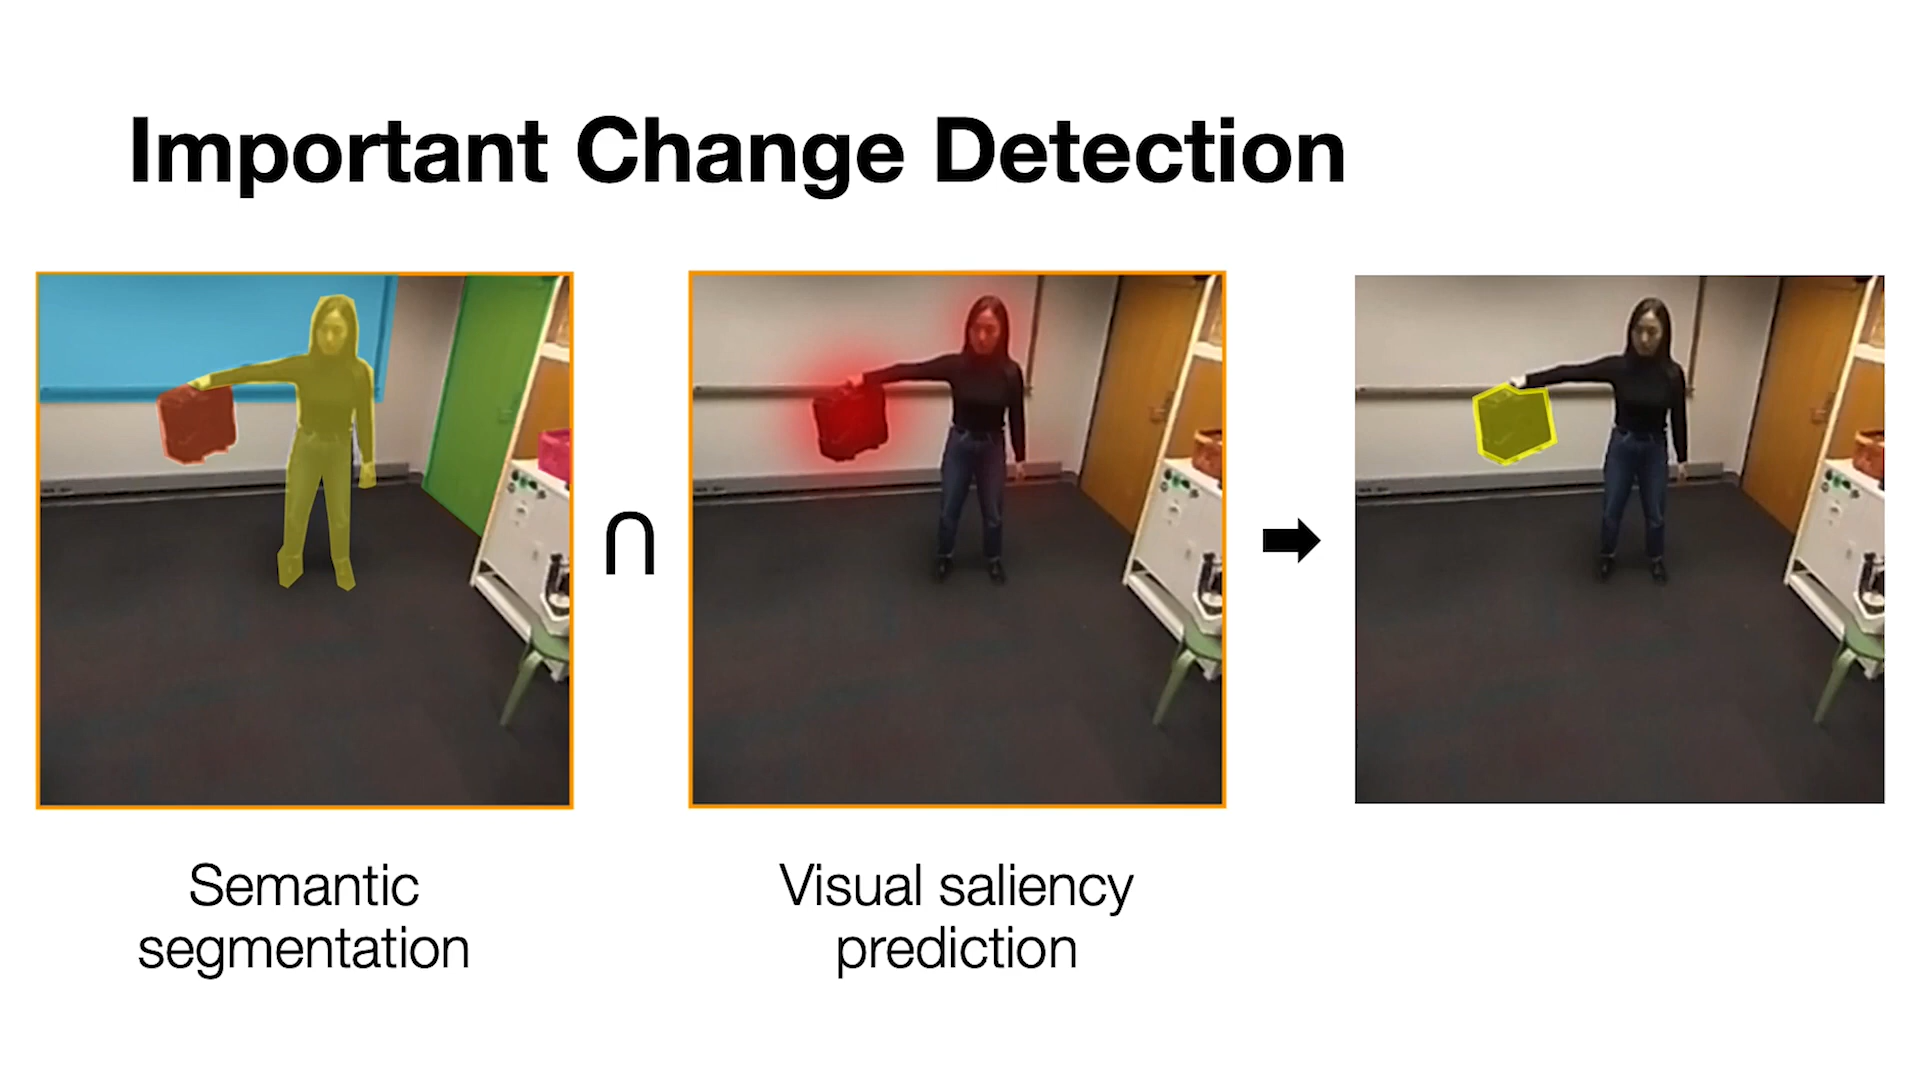 Important Change Detection
∩
Semantic
segmentation
Visual saliency
prediction